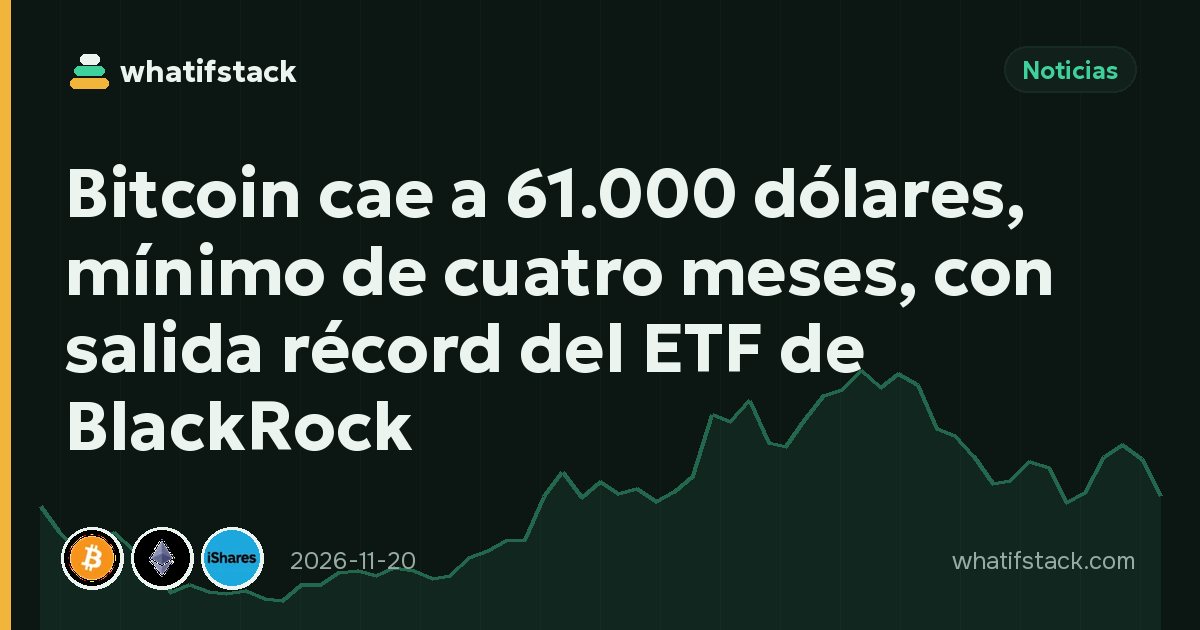 whatifstack
Noticias
Bitcoin cae a 61.000 dólares,
mínimo de cuatro meses, con
salida récord del ETF de
BlackRock
iShares
2026-11-20
whatifstack.com